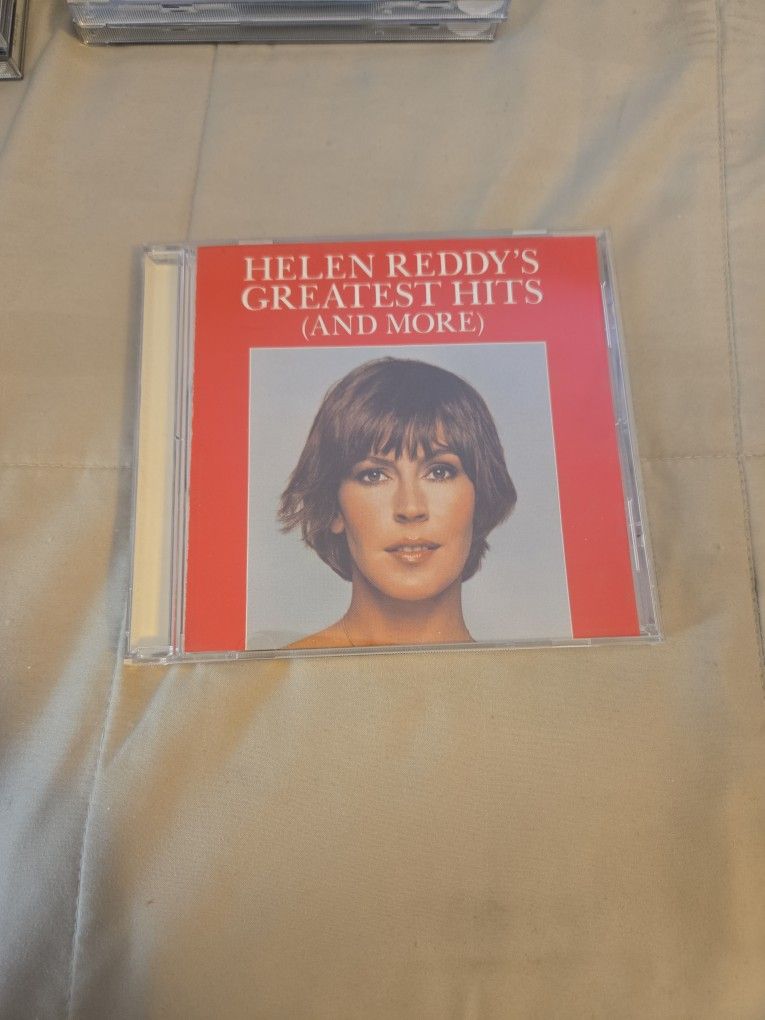 HELEN REDDY'S
GREATEST HITS
(AND MORE)